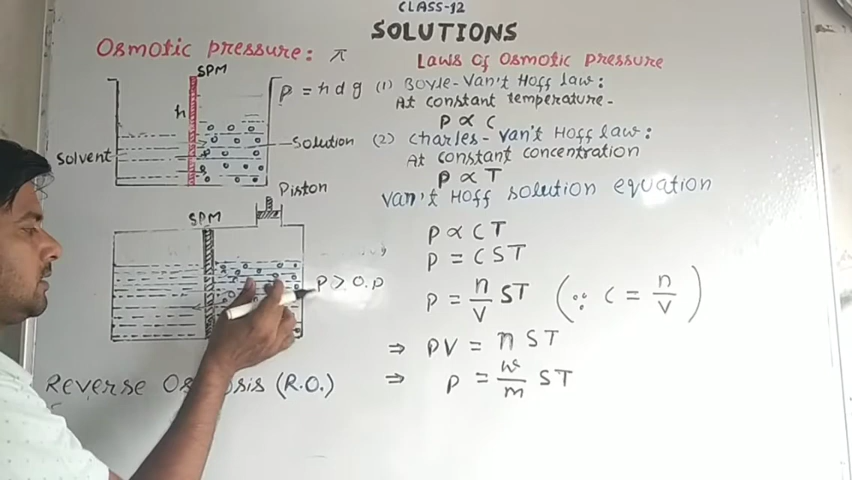 CLASS-12
SOLUTIONS
Osmotic pressure: π
SPM
P = h d g
h
Solvent
Solution
Piston
SPM
P > O.P
Reverse Os sis (R.O.)
Laws of Osmotic Pressure
(1) Boyle-Van't Hoff law:
At constant temperature-
P ∝ C
(2) Charles-Van't Hoff law:
At constant concentration
P ∝ T
Van't Hoff solution equation
P ∝ CT
P = CST
P = n/V ST (∵ C = n/V)
⇒ PV = n ST
⇒ P = w/m ST